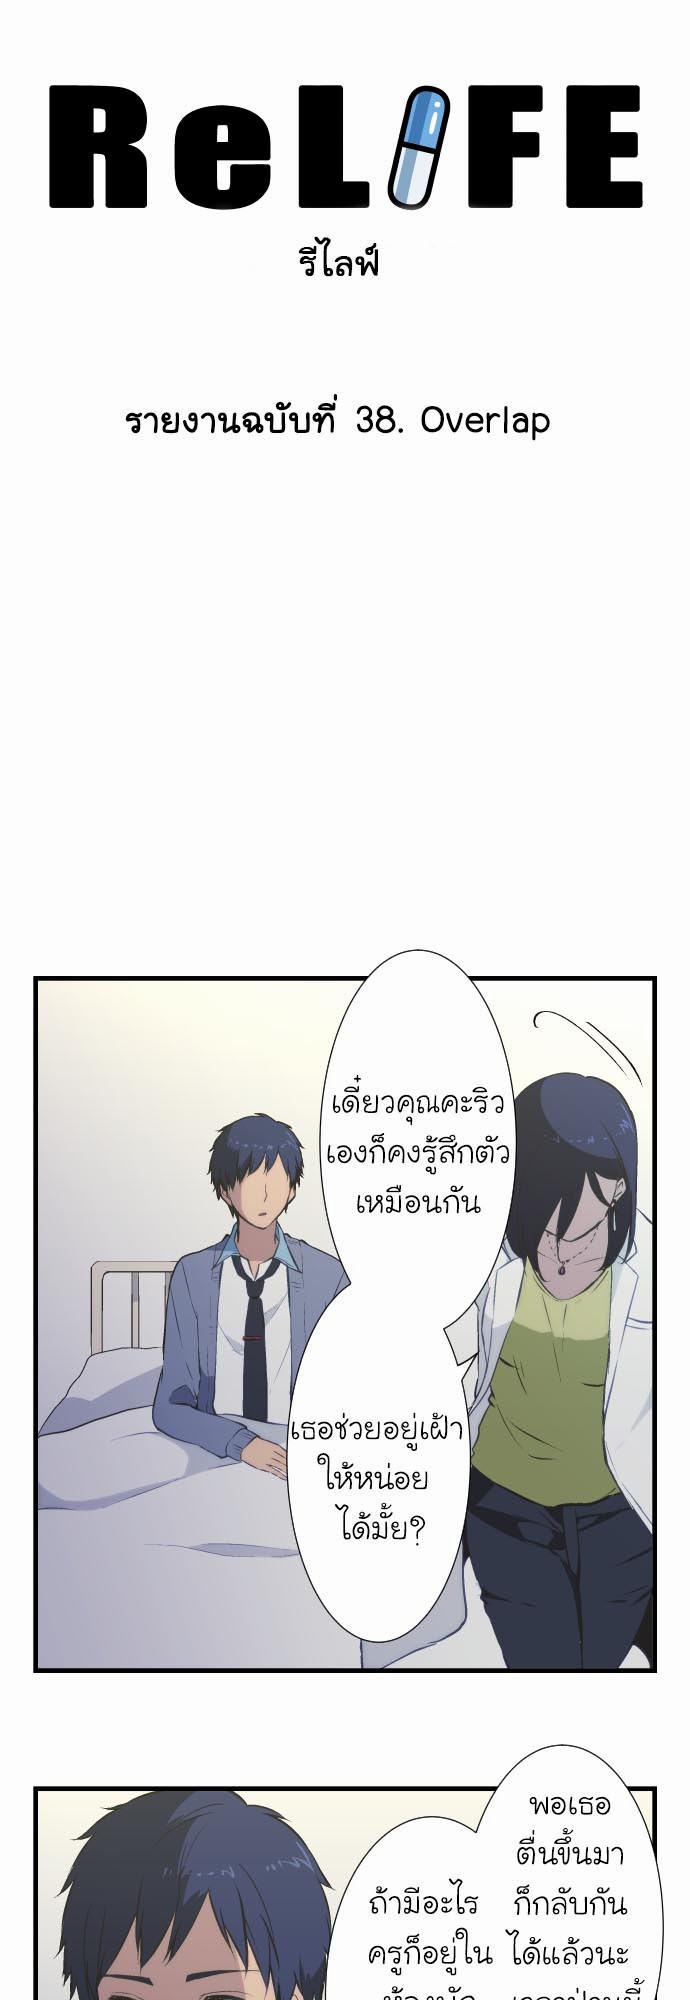 ReLIFE
รีไลฟ์
รายงานฉบับที่ 38. Overlap
เดี๋ยวคุณคะริว
เองก็คงรู้สึกตัว
เหมือนกัน
เธอช่วยอยู่เฝ้า
ให้หน่อย
ได้มั้ย?
พอเธอ
ตื่นขึ้นมา
ก็กลับกัน
ได้แล้วนะ
ถ้ามีอะไร
ครูก็อยู่ใน